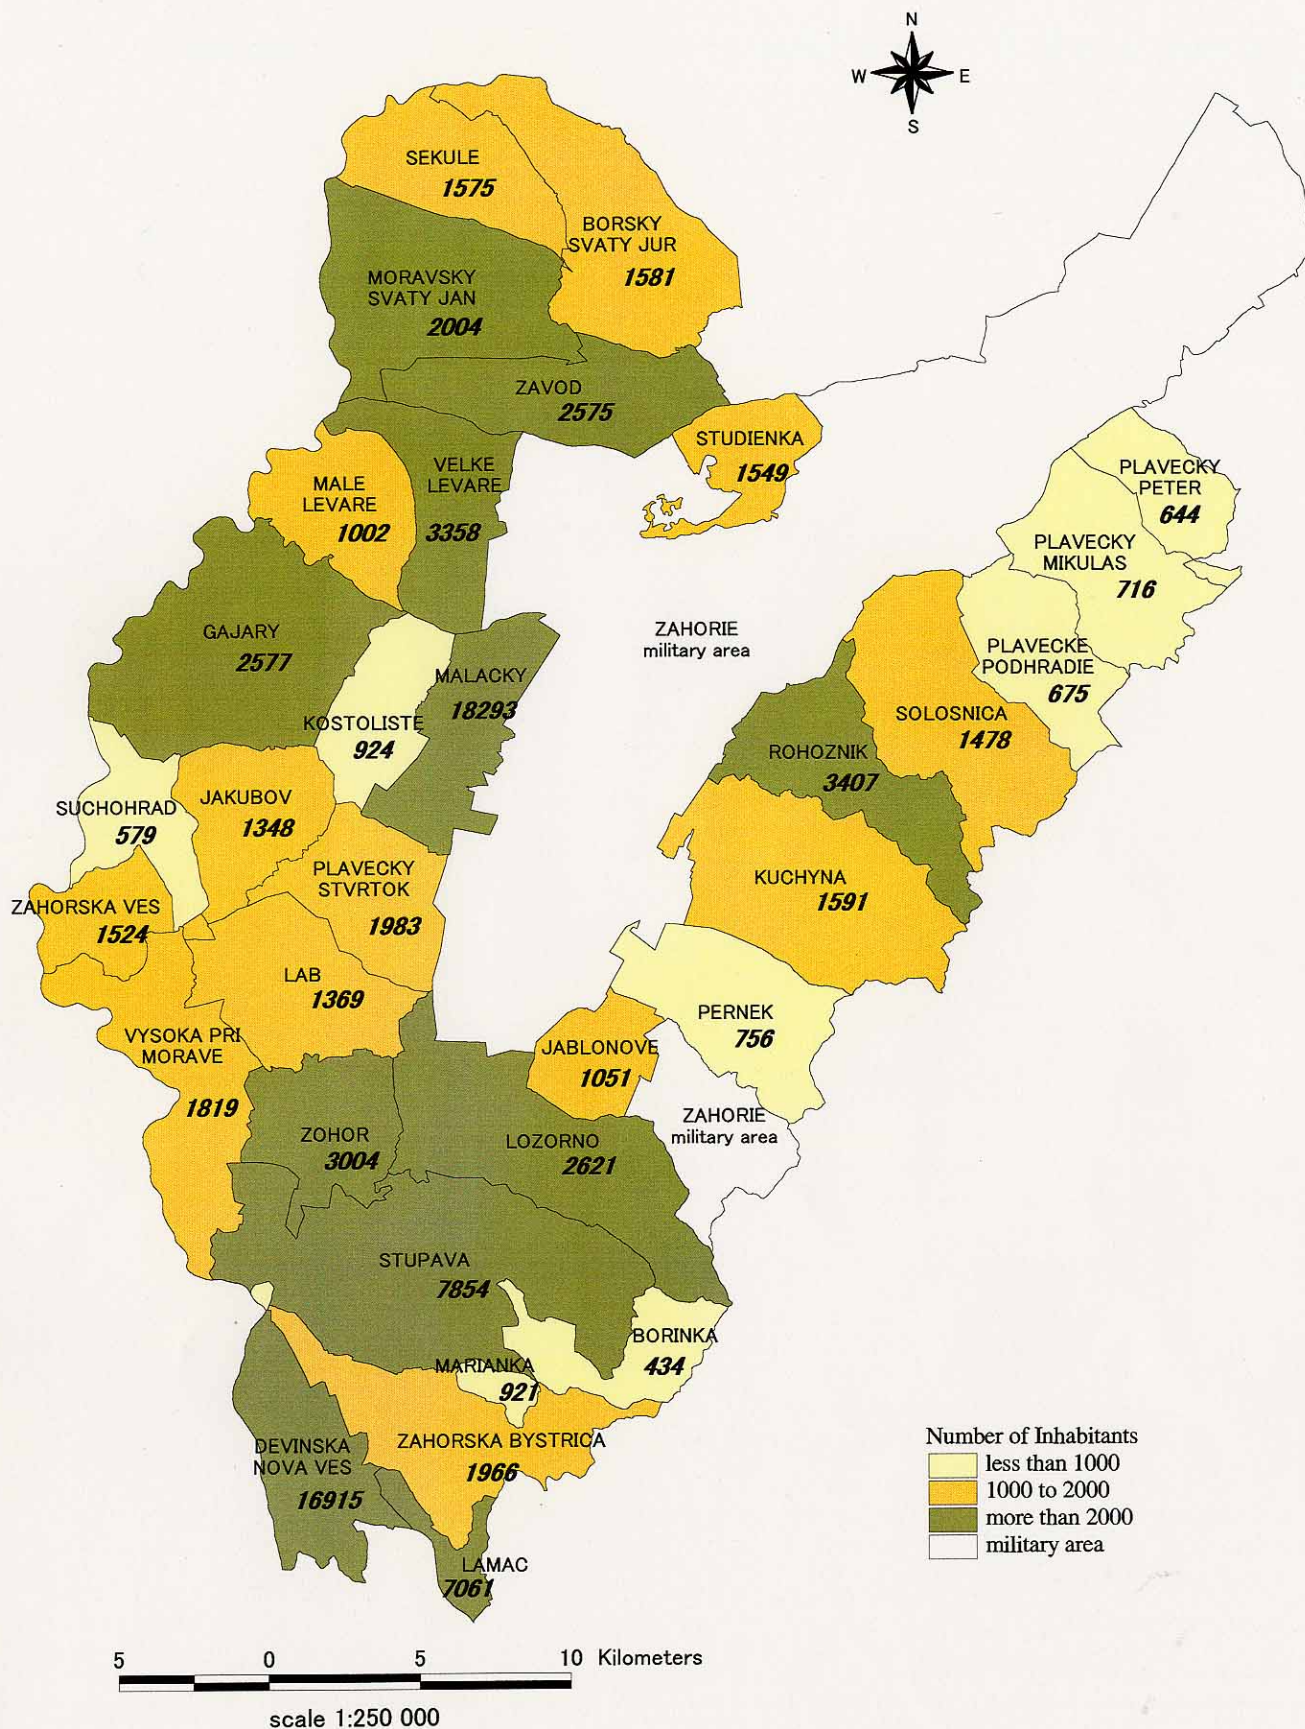 N
W E
S
SEKULE
1575
BORSKY
SVATY JUR
1581
MORAVSKY
SVATY JAN
2004
ZAVOD
2575
STUDIENKA
1549
VELKE
LEVARE
3358
MALE
LEVARE
1002
PLAVECKY
PETER
644
PLAVECKY
MIKULAS
716
GAJARY
2577
ZAHORIE
military area
PLAVECKE
PODHRADIE
675
MALACKY
18293
KOSTOLISTE
924
SOLOSNICA
1478
ROHOZNIK
3407
SUCHOHRAD
579
JAKUBOV
1348
PLAVECKY
STVRTOK
1983
KUCHYNA
1591
ZAHORSKA VES
1524
LAB
1369
PERNEK
756
VYSOKA PRI
MORAVE
1819
JABLONOVE
1051
ZAHORIE
military area
ZOHOR
3004
LOZORNO
2621
STUPAVA
7854
BORINKA
434
MARIANKA
921
DEVINSKA
NOVA VES
16915
ZAHORSKA BYSTRICA
1966
LAMAC
7061
Number of Inhabitants
less than 1000
1000 to 2000
more than 2000
military area
5 0 5 10 Kilometers
scale 1:250 000